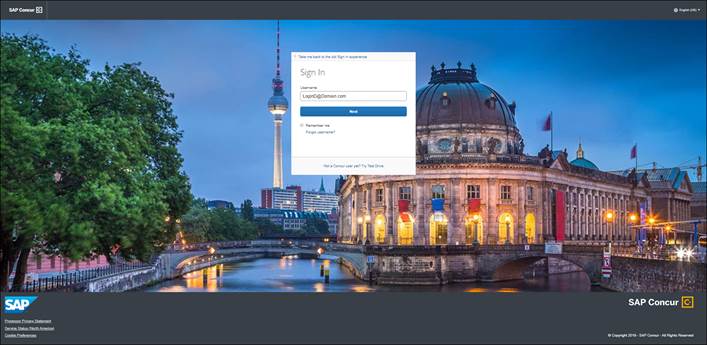 SAP Concur C
English (US)
Take me back to the old Sign in experience
Sign In
Username
LoginID@Domain.com
Next
Remember me
Forgot username?
Not a Concur user yet? Try Test Drive
SAP
SAP Concur C
Processor Privacy Statement
Service Status (North America)
Cookie Preferences
© Copyright 2019 - SAP Concur - All Rights Reserved